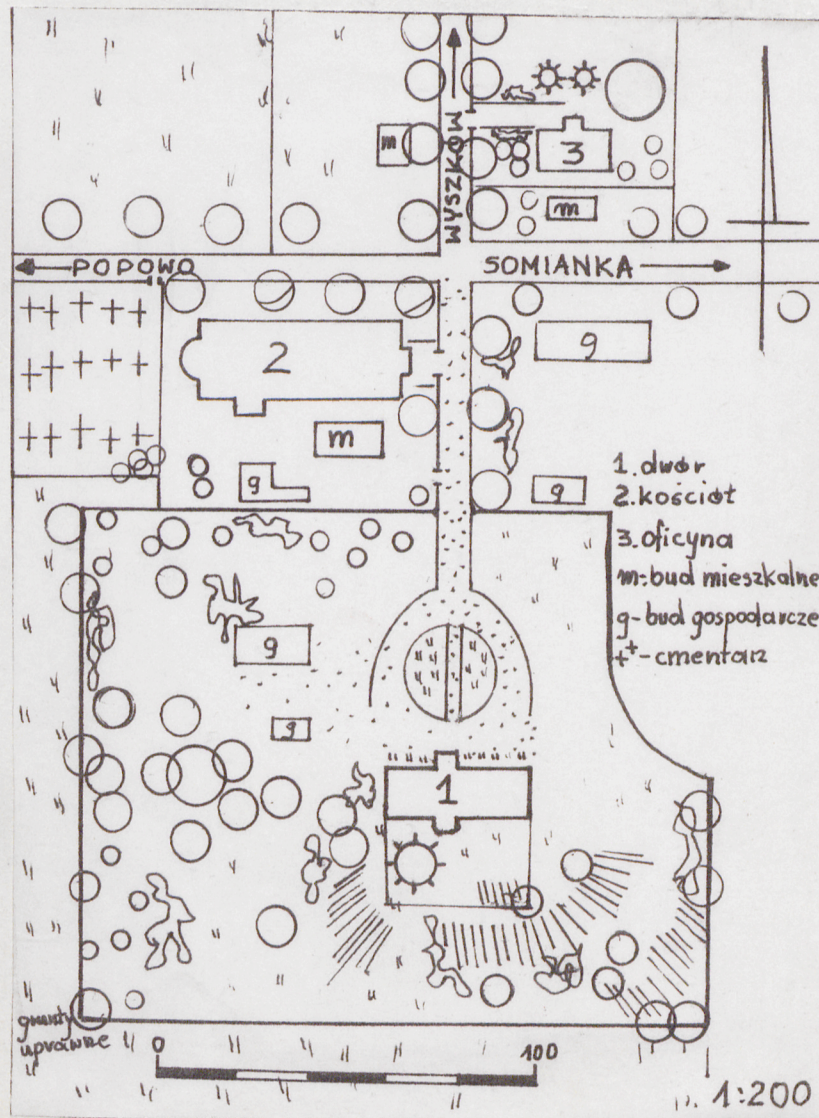 WYSZKÓW
m
3
m
POPOWO
SOMIANKA
2
g
m
g
g
1. dwór
2. kościół
3. oficyna
m- bud mieszkalne
g- bud gospodarcze
++ - cmentarz
g
g
1
grunty
uprawne
0
100
1:200